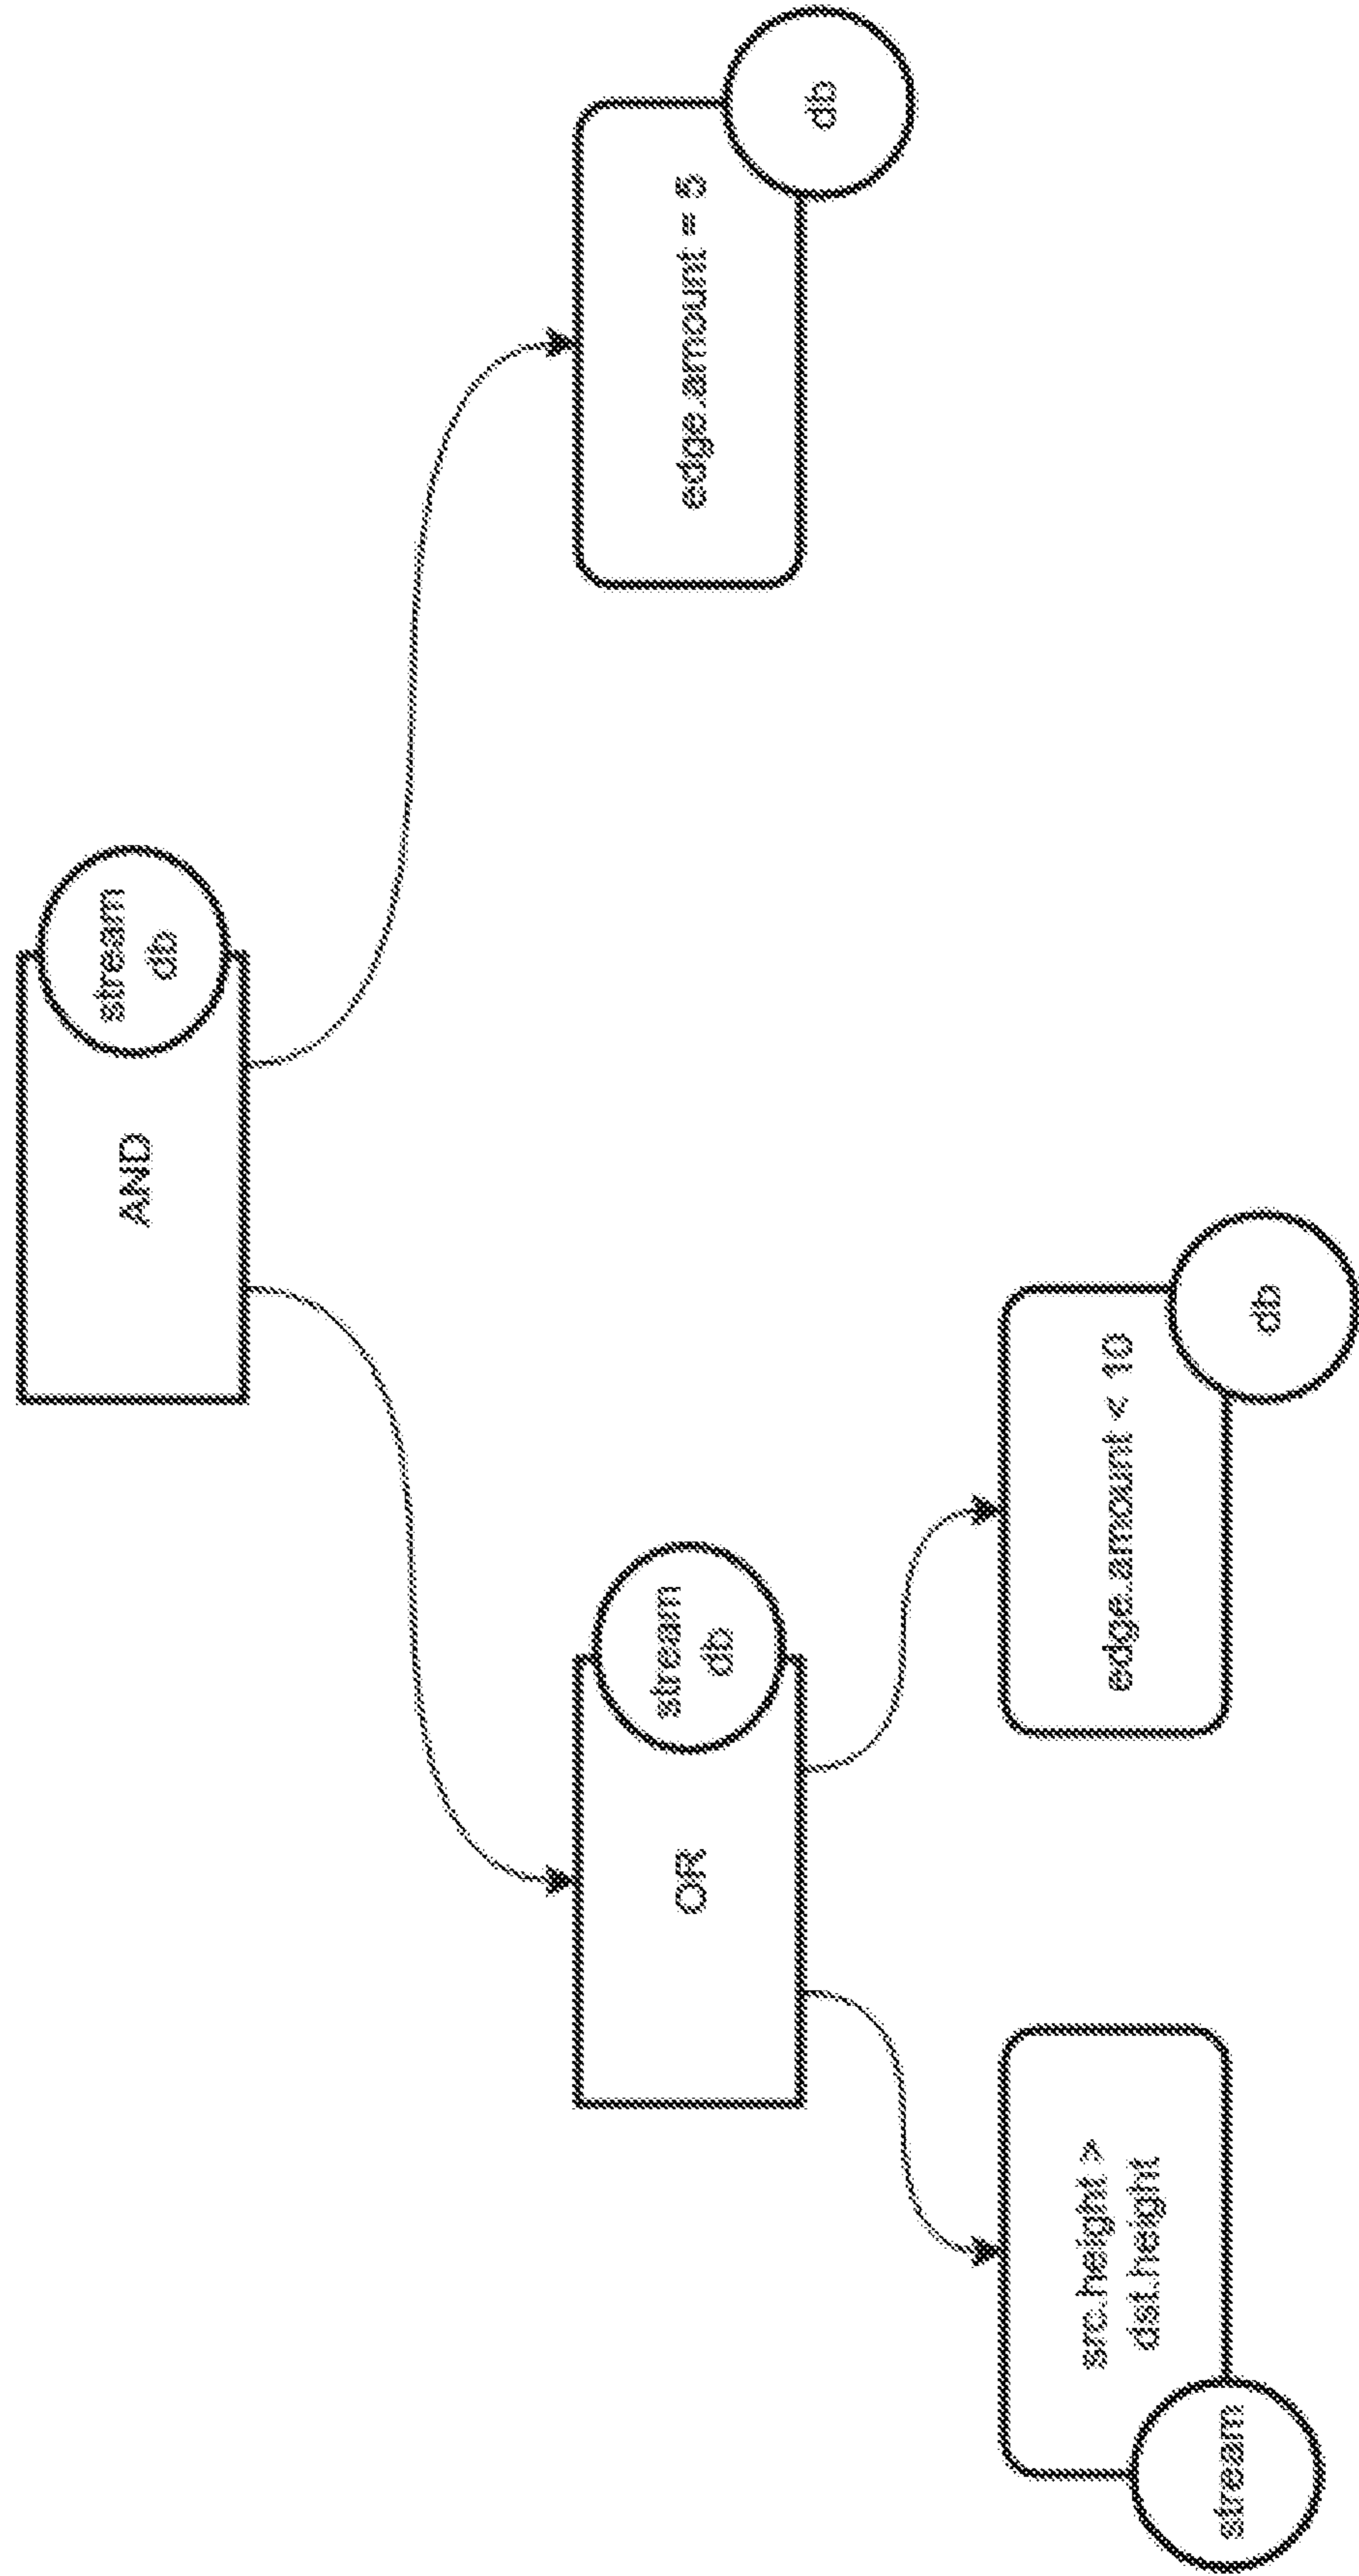 AND
stream
db
OR
stream
db
edge.amount = 5
db
src.height >
dst.height
stream
edge.amount < 10
db